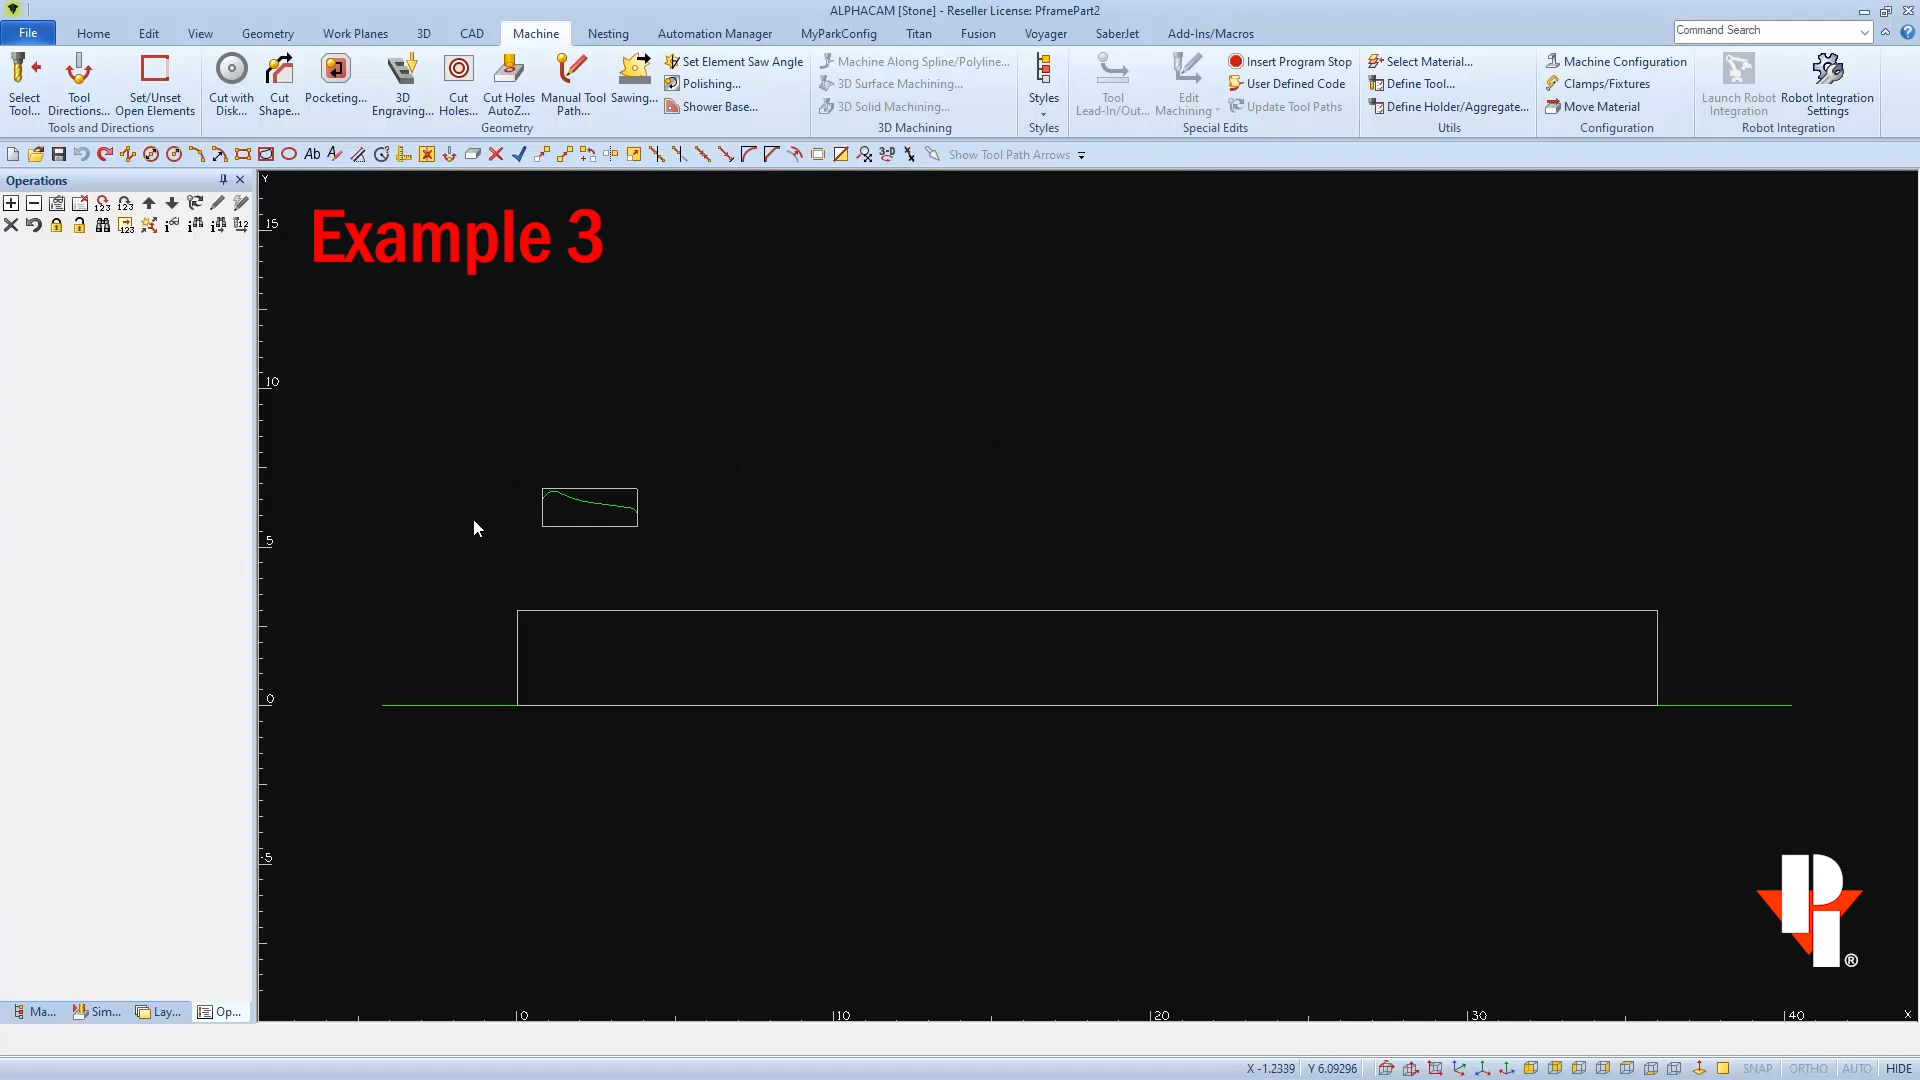 ALPHACAM [Stone] - Reseller License: PframePart2
File Home Edit View Geometry Work Planes 3D CAD Machine Nesting Automation Manager MyParkConfig Titan Fusion Voyager SaberJet Add-Ins/Macros Command Search
Select Tool...
Tool Directions...
Set/Unset Open Elements
Tools and Directions
Cut with Disk...
Cut Shape...
Pocketing...
3D Engraving...
Cut Holes...
Cut Holes AutoZ...
Manual Tool Path...
Sawing...
Set Element Saw Angle
Polishing...
Shower Base...
Geometry
Machine Along Spline/Polyline...
3D Surface Machining...
3D Solid Machining...
3D Machining
Styles
Styles
Tool Lead-In/Out...
Edit Machining
Insert Program Stop
User Defined Code
Update Tool Paths
Special Edits
Select Material...
Define Tool...
Define Holder/Aggregate...
Utils
Machine Configuration
Clamps/Fixtures
Move Material
Configuration
Launch Robot Integration
Robot Integration Settings
Robot Integration
Ab
3-D
Show Tool Path Arrows
Operations
123 123
123 12
Y
15
10
5
0
-5
Example 3
0 10 20 30 40 X
®
Ma... Sim... Lay... Op...
X -1.2339 Y 6.09296 SNAP ORTHO AUTO HIDE